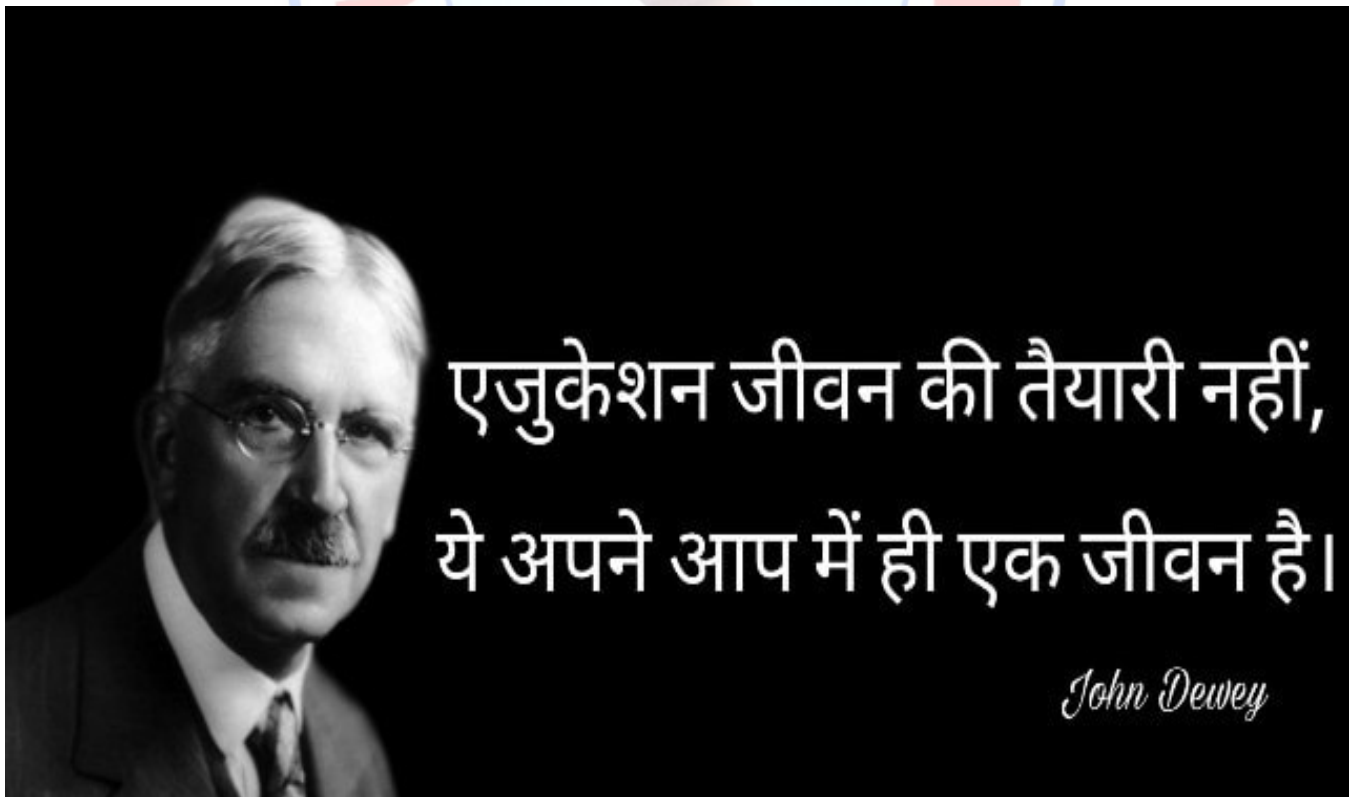 एजुकेशन जीवन की तैयारी नहीं,
ये अपने आप में ही एक जीवन है।
John Dewey